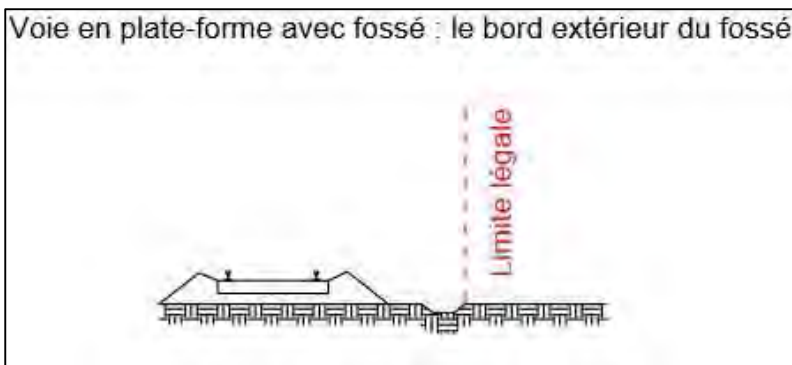 Voie en plate-forme avec fossé : le bord extérieur du fossé
Limite légale